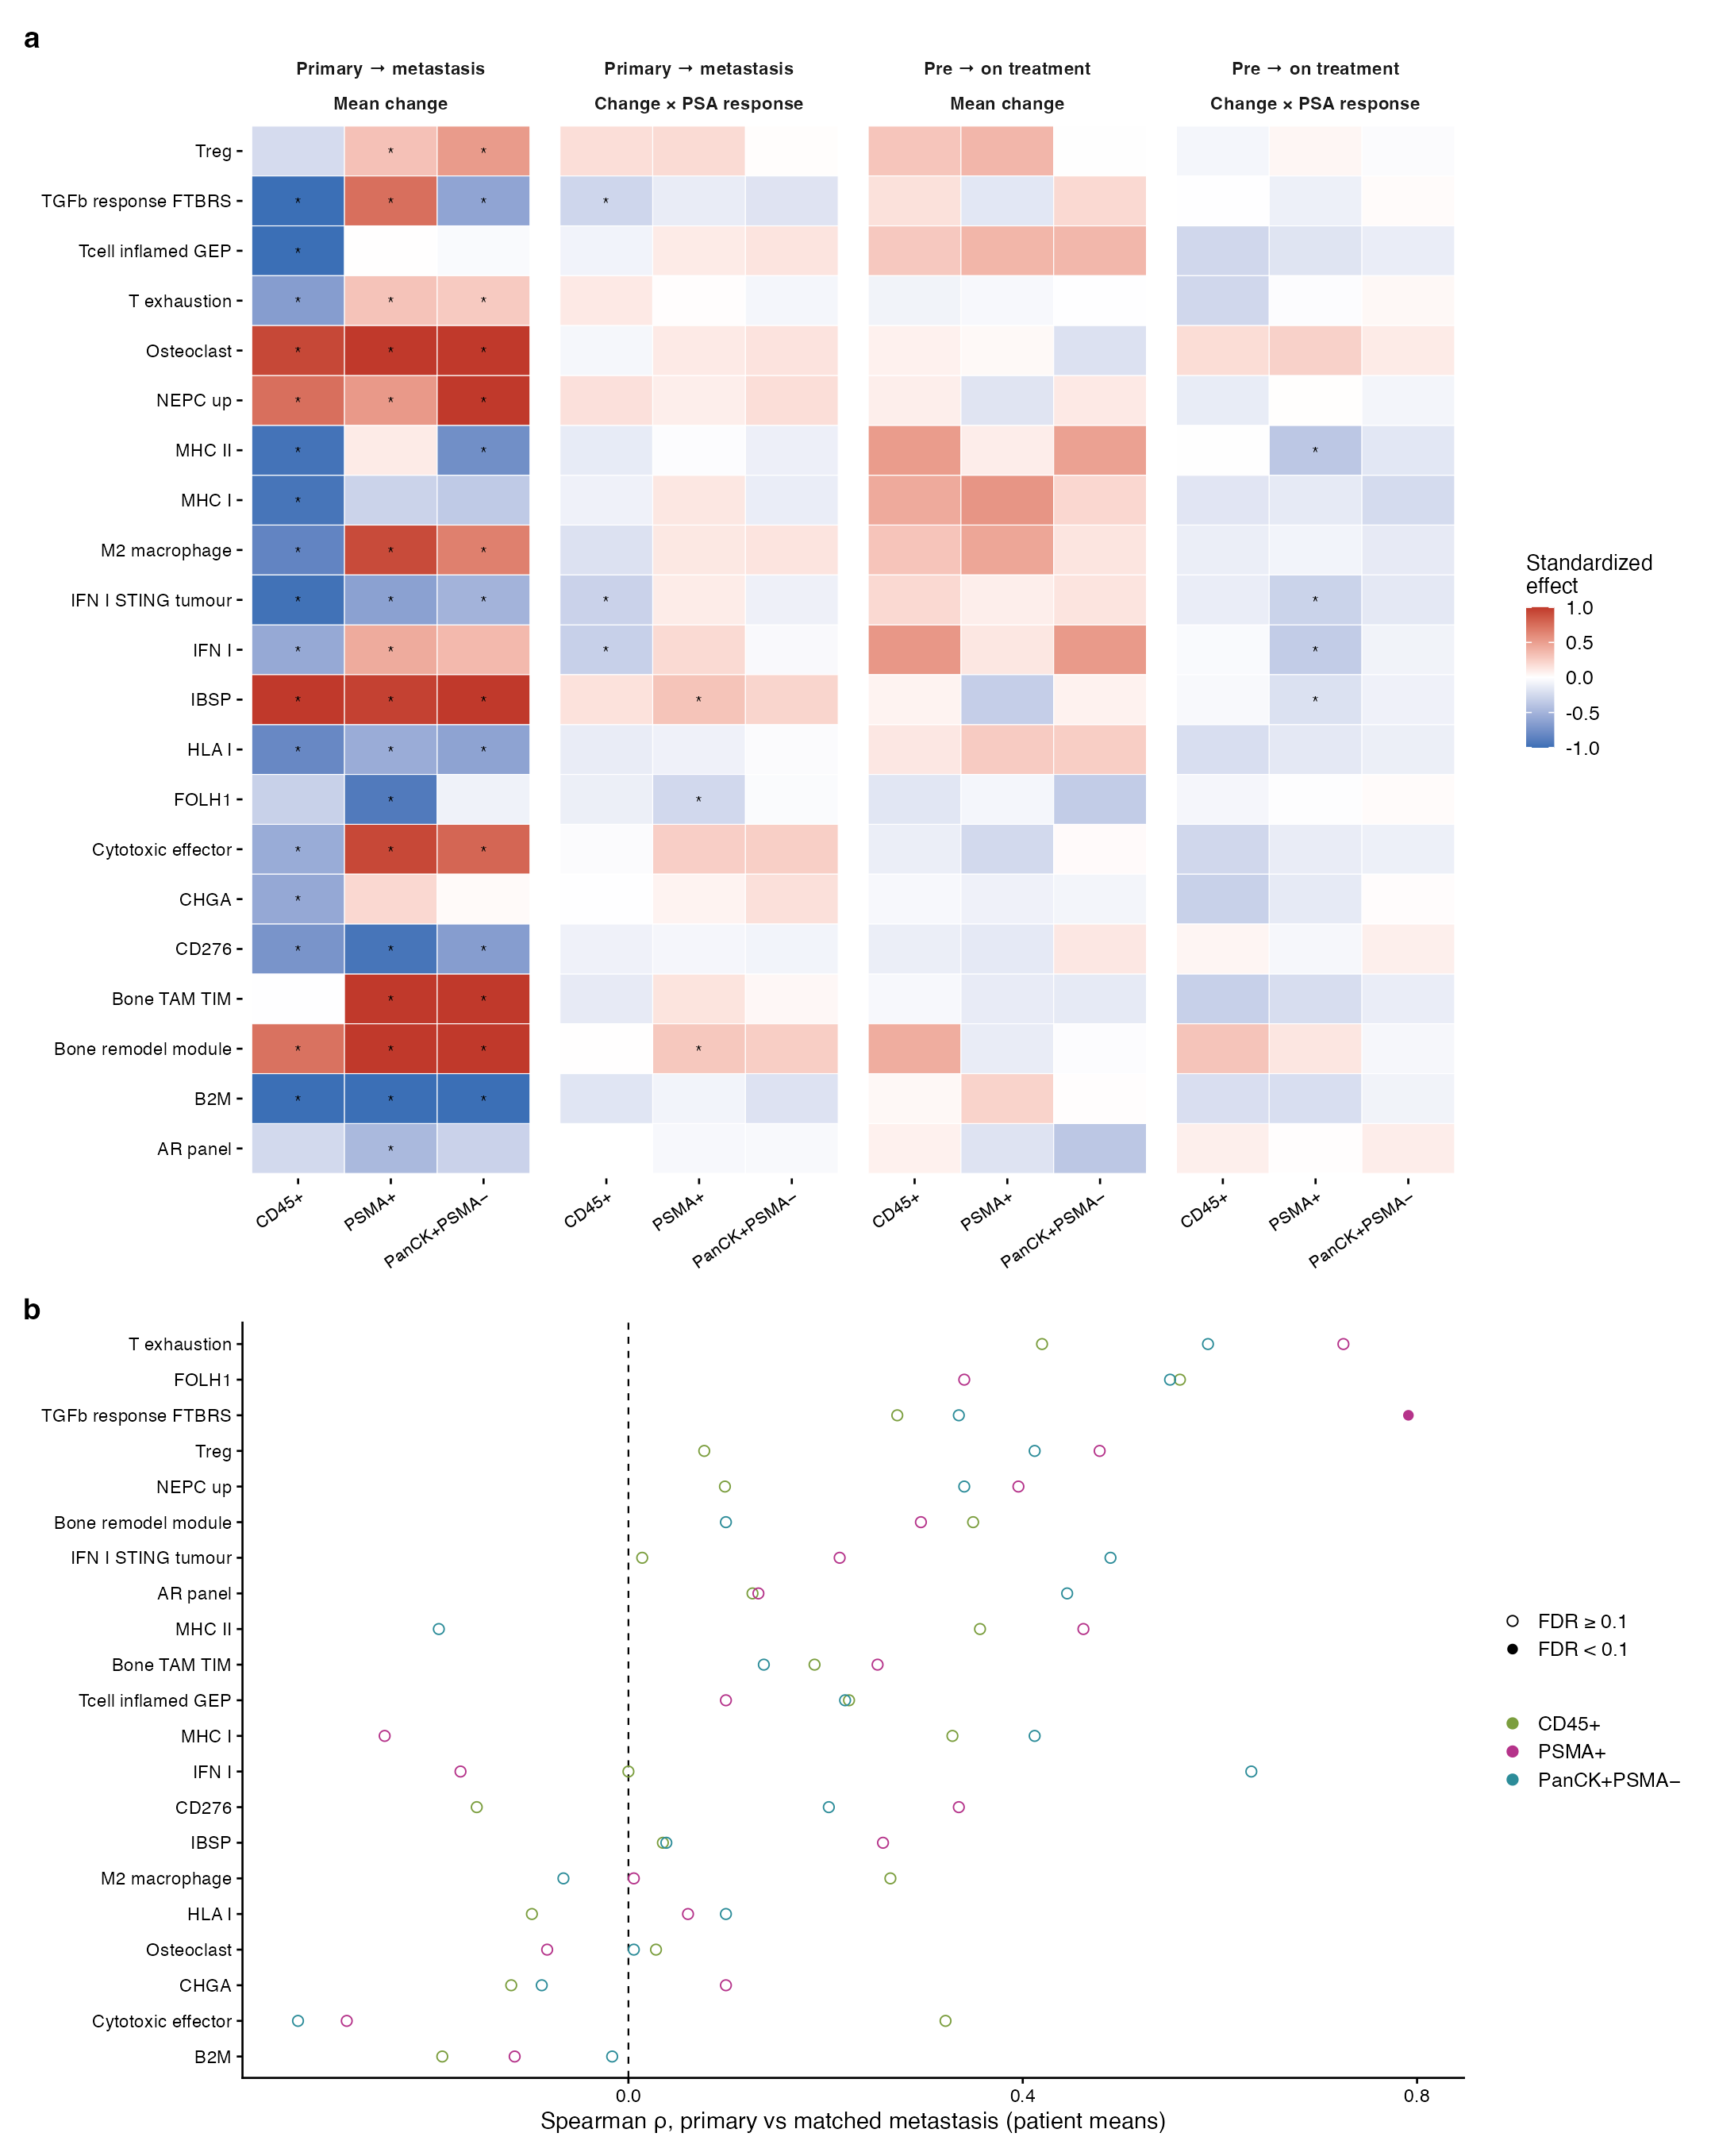 a
Primary → metastasis
Mean change
Primary → metastasis
Change × PSA response
Pre → on treatment
Mean change
Pre → on treatment
Change × PSA response
Treg
TGFb response FTBRS
Tcell inflamed GEP
T exhaustion
Osteoclast
NEPC up
MHC II
MHC I
M2 macrophage
IFN I STING tumour
IFN I
IBSP
HLA I
FOLH1
Cytotoxic effector
CHGA
CD276
Bone TAM TIM
Bone remodel module
B2M
AR panel
CD45+
PSMA+
PanCK+PSMA−
CD45+
PSMA+
PanCK+PSMA−
CD45+
PSMA+
PanCK+PSMA−
CD45+
PSMA+
PanCK+PSMA−
Standardized
effect
1.0
0.5
0.0
-0.5
-1.0
b
T exhaustion
FOLH1
TGFb response FTBRS
Treg
NEPC up
Bone remodel module
IFN I STING tumour
AR panel
MHC II
Bone TAM TIM
Tcell inflamed GEP
MHC I
IFN I
CD276
IBSP
M2 macrophage
HLA I
Osteoclast
CHGA
Cytotoxic effector
B2M
0.0
0.4
0.8
Spearman ρ, primary vs matched metastasis (patient means)
FDR ≥ 0.1
FDR < 0.1
CD45+
PSMA+
PanCK+PSMA−